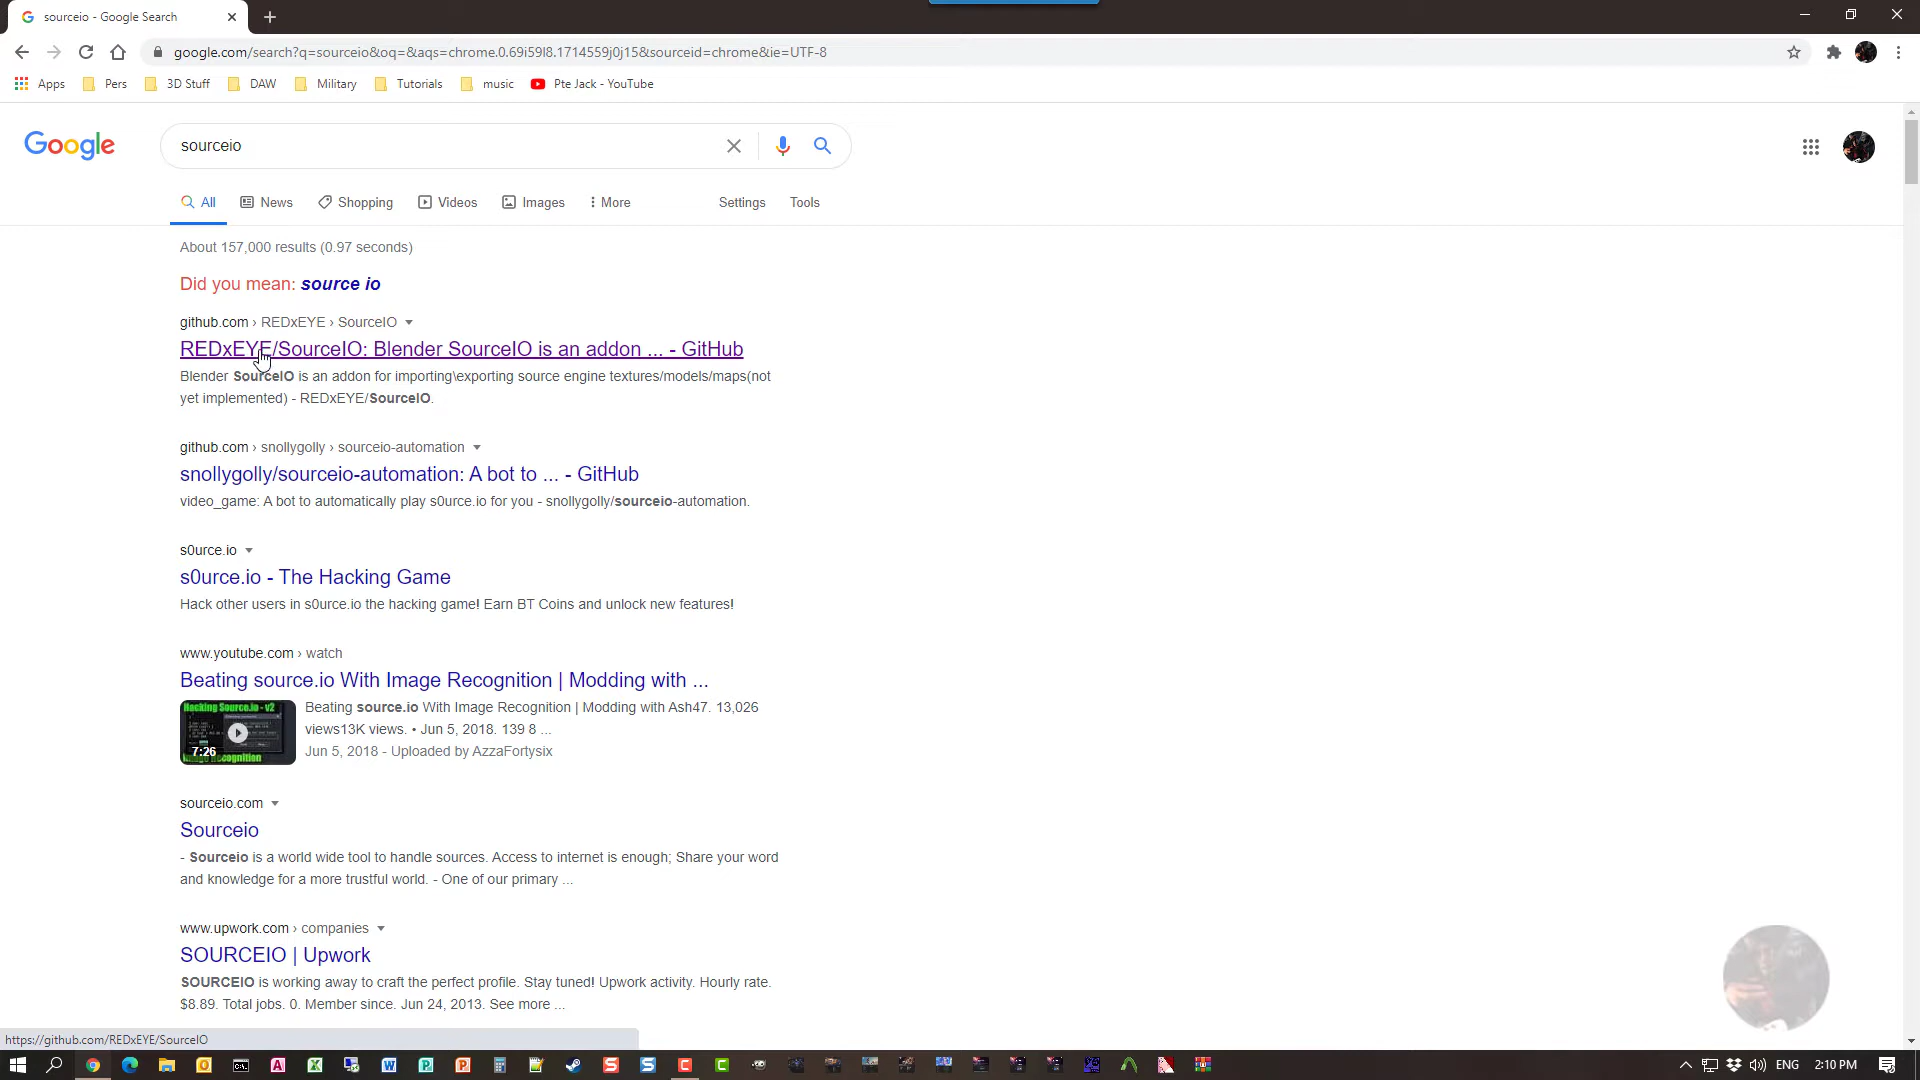 sourceio - Google Search
google.com/search?q=sourceio&oq=&aqs=chrome.0.69i59l8.1714559j0j15&sourceid=chrome&ie=UTF-8
Apps Pers 3D Stuff DAW Military Tutorials music Pte Jack - YouTube
Google sourceio
All News Shopping Videos Images More Settings Tools
About 157,000 results (0.97 seconds)
Did you mean: source io
github.com › REDxEYE › SourceIO
REDxEYE/SourceIO: Blender SourceIO is an addon ... - GitHub
Blender SourceIO is an addon for importing\exporting source engine textures/models/maps(not
yet implemented) - REDxEYE/SourceIO.
github.com › snollygolly › sourceio-automation
snollygolly/sourceio-automation: A bot to ... - GitHub
video_game: A bot to automatically play s0urce.io for you - snollygolly/sourceio-automation.
s0urce.io
s0urce.io - The Hacking Game
Hack other users in s0urce.io the hacking game! Earn BT Coins and unlock new features!
www.youtube.com › watch
Beating source.io With Image Recognition | Modding with ...
Hacking Source.io - v2
7:26
Image Recognition
Beating source.io With Image Recognition | Modding with Ash47. 13,026
views13K views. • Jun 5, 2018. 139 8 ...
Jun 5, 2018 - Uploaded by AzzaFortysix
sourceio.com
Sourceio
- Sourceio is a world wide tool to handle sources. Access to internet is enough; Share your word
and knowledge for a more trustful world. - One of our primary ...
www.upwork.com › companies
SOURCEIO | Upwork
SOURCEIO is working away to craft the perfect profile. Stay tuned! Upwork activity. Hourly rate.
$8.89. Total jobs. 0. Member since. Jun 24, 2013. See more ...
https://github.com/REDxEYE/SourceIO
ENG 2:10 PM